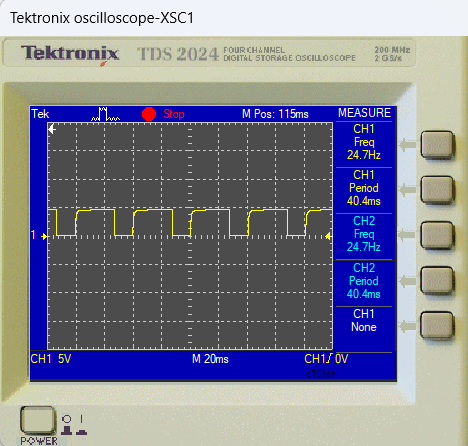 Tektronix oscilloscope-XSC1
Tektronix TDS 2024 FOUR CHANNEL DIGITAL STORAGE OSCILLOSCOPE 200 MHz 2 GS/s
Tek Stop M Pos: 115ms MEASURE
CH1
Freq
24.7Hz
CH1
Period
40.4ms
CH2
Freq
24.7Hz
CH2
Period
40.4ms
CH1
None
1
CH1 5V M 20ms CH1 0V
<10Hz
POWER O I